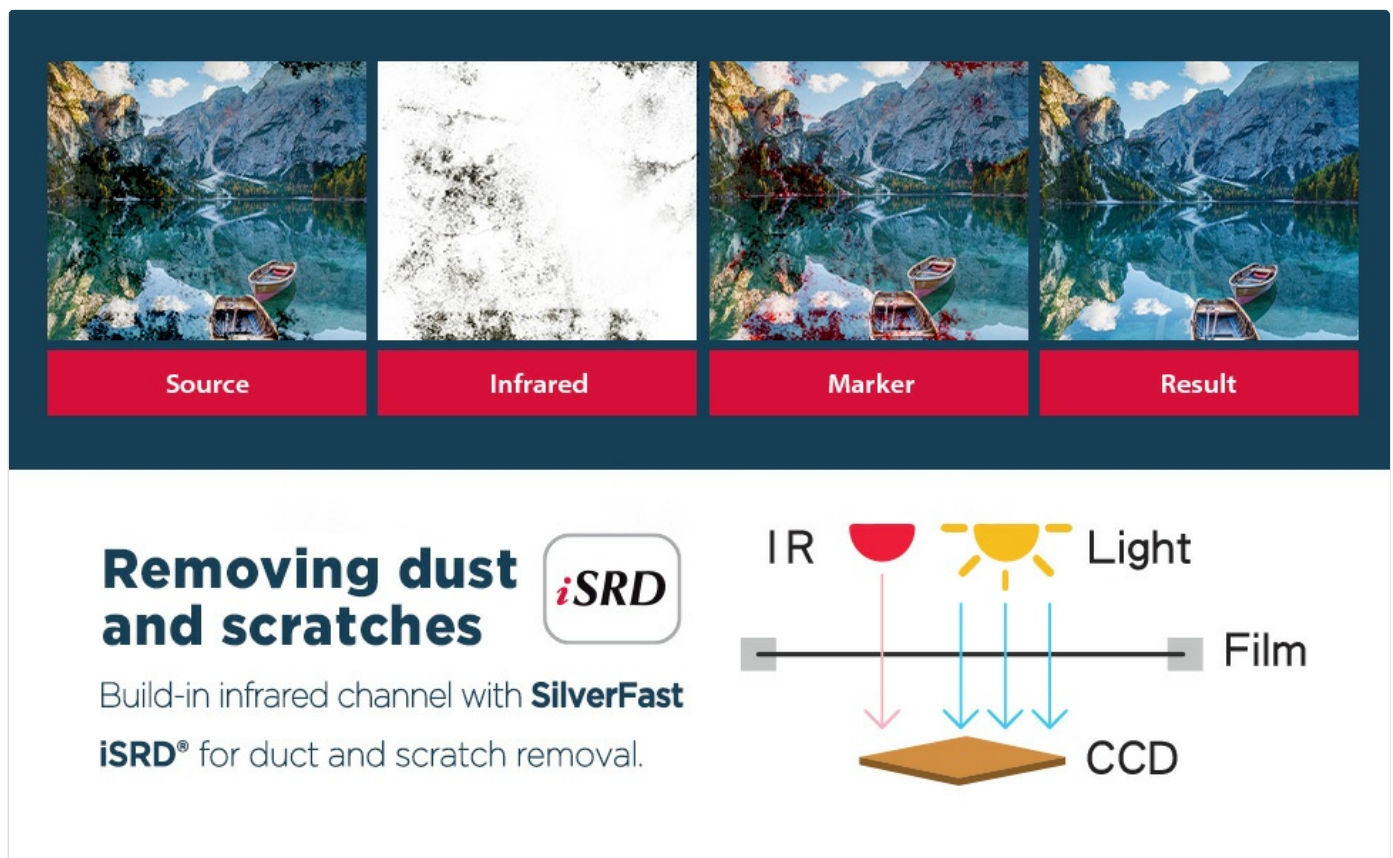 Source
Infrared
Marker
Result
Removing dust
and scratches
iSRD
Build-in infrared channel with SilverFast
iSRD® for duct and scratch removal.
IR
Light
Film
CCD